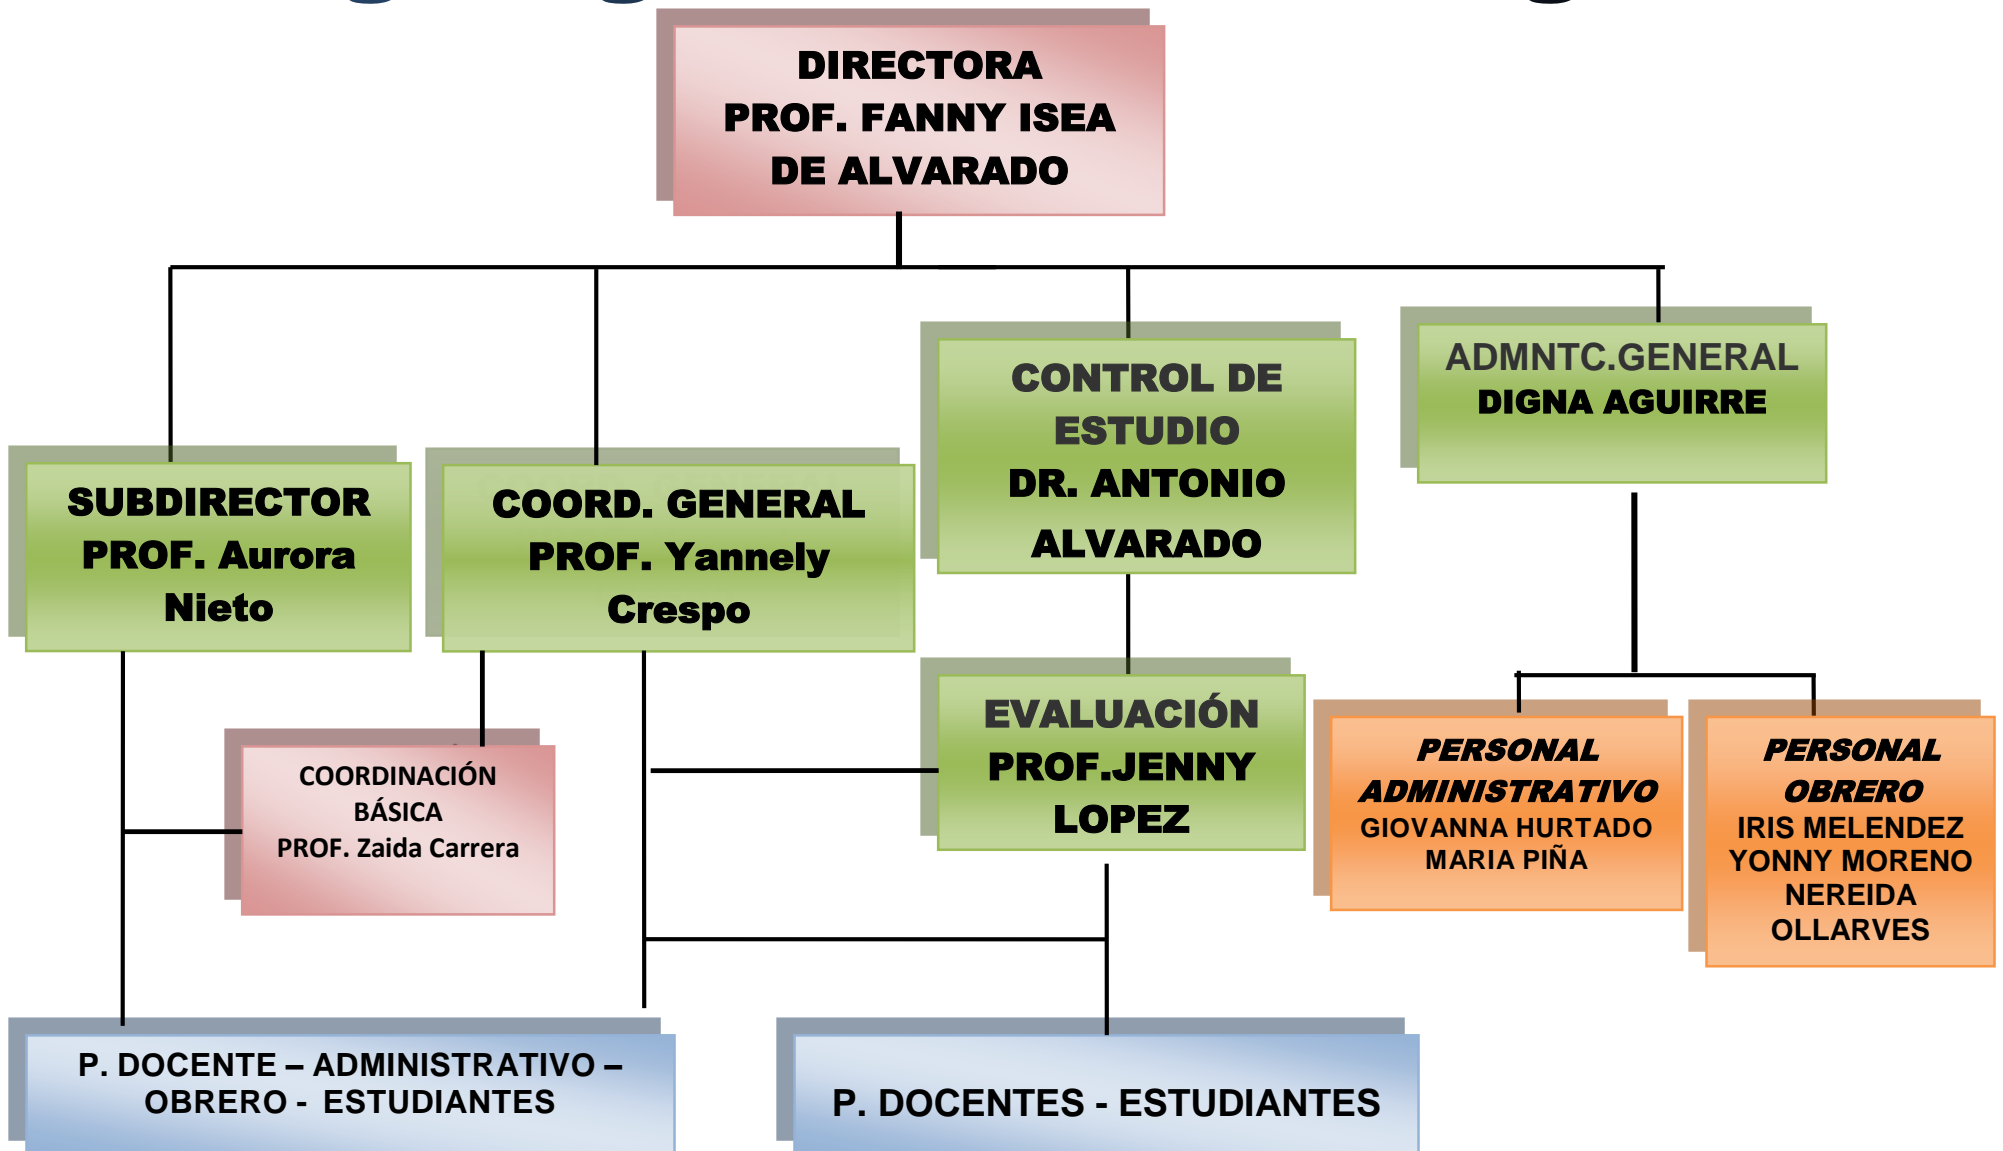 DIRECTORA
PROF. FANNY ISEA
DE ALVARADO
ADMNTC.GENERAL
DIGNA AGUIRRE
CONTROL DE
ESTUDIO
DR. ANTONIO
ALVARADO
SUBDIRECTOR
PROF. Aurora
Nieto
COORD. GENERAL
PROF. Yannely
Crespo
EVALUACIÓN
PROF.JENNY
LOPEZ
COORDINACIÓN
BÁSICA
PROF. Zaida Carrera
PERSONAL
ADMINISTRATIVO
GIOVANNA HURTADO
MARIA PIÑA
PERSONAL
OBRERO
IRIS MELENDEZ
YONNY MORENO
NEREIDA
OLLARVES
P. DOCENTE – ADMINISTRATIVO –
OBRERO - ESTUDIANTES
P. DOCENTES - ESTUDIANTES